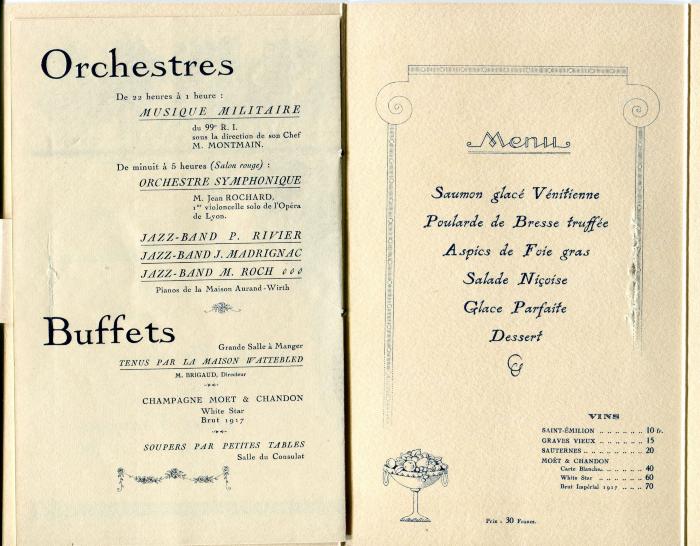 Orchestres
De 22 heures à 1 heure :
MUSIQUE MILITAIRE
du 99e R. I.
sous la direction de son Chef
M. MONTMAIN.
De minuit à 5 heures (Salon rouge) :
ORCHESTRE SYMPHONIQUE
M. Jean ROCHARD,
1er violoncelle solo de l'Opéra
de Lyon.
JAZZ-BAND P. RIVIER
JAZZ-BAND J. MADRIGNAC
JAZZ-BAND M. ROCH
Pianos de la Maison Aurand-Wirth
Buffets
Grande Salle à Manger
TENUS PAR LA MAISON WATTEBLED
M. BRIGAUD, Directeur
CHAMPAGNE MOET & CHANDON
White Star
Brut 1917
SOUPERS PAR PETITES TABLES
Salle du Consulat
Menu
Saumon glacé Vénitienne
Poularde de Bresse truffée
Aspics de Foie gras
Salade Niçoise
Glace Parfaite
Dessert
VINS
SAINT-ÉMILION .......... 10 fr.
GRAVES VIEUX .......... 15
SAUTERNES .......... 20
MOËT & CHANDON
Carte Blanche .......... 40
White Star .......... 60
Brut Impérial 1917 .... 70
Prix : 30 Francs.